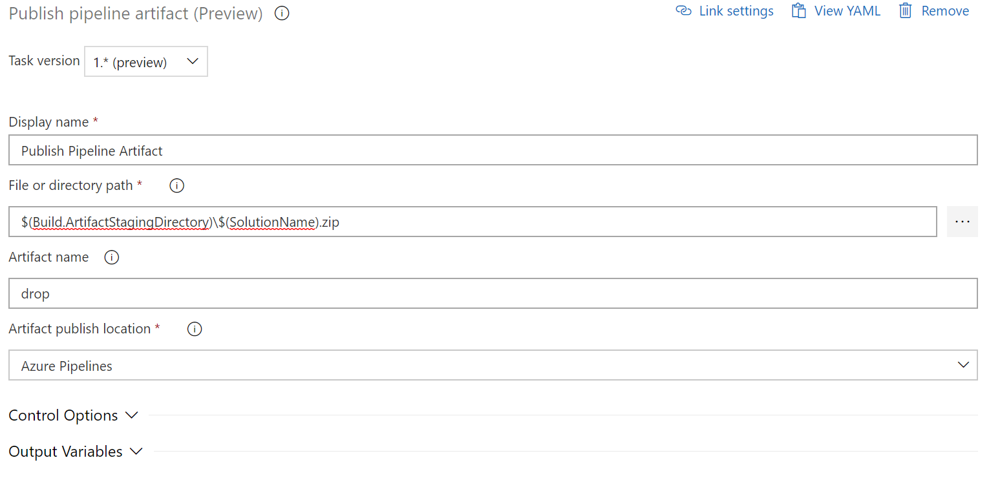 Publish pipeline artifact (Preview)
Link settings
View YAML
Remove
Task version
1.* (preview)
Display name *
Publish Pipeline Artifact
File or directory path *
$(Build.ArtifactStagingDirectory)\$(SolutionName).zip
...
Artifact name
drop
Artifact publish location *
Azure Pipelines
Control Options
Output Variables